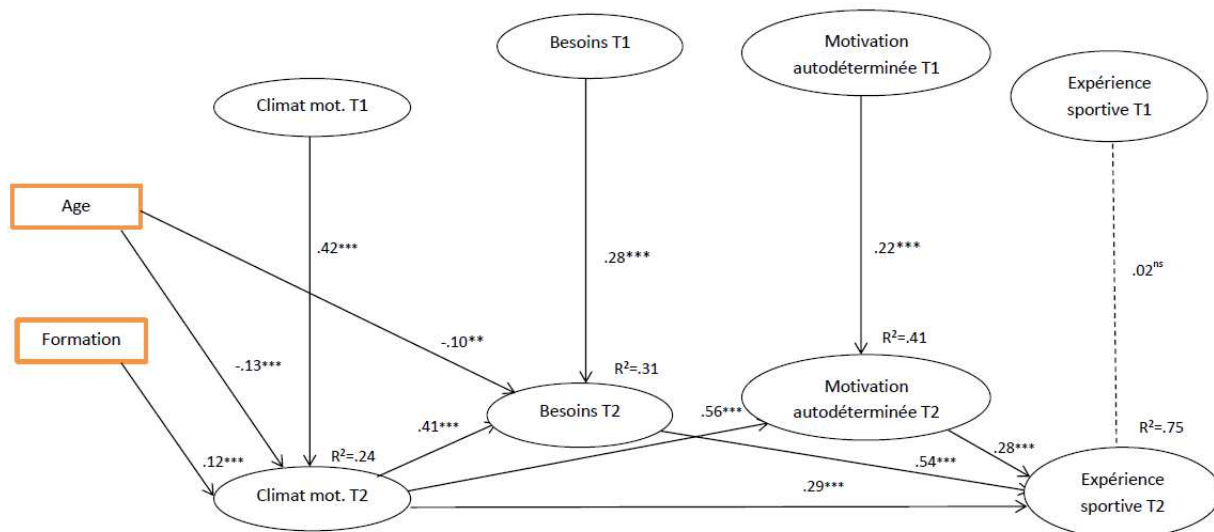 Besoins T1
Motivation
autodéterminée T1
Climat mot. T1
Expérience
sportive T1
Age
.42***
.28***
.22***
.02ns
Formation
-.10**
-.13***
R²=.31
R²=.41
Motivation
autodéterminée T2
Besoins T2
.56***
.41***
R²=.75
.28***
R²=.24
.54***
.12***
Climat mot. T2
.29***
Expérience
sportive T2